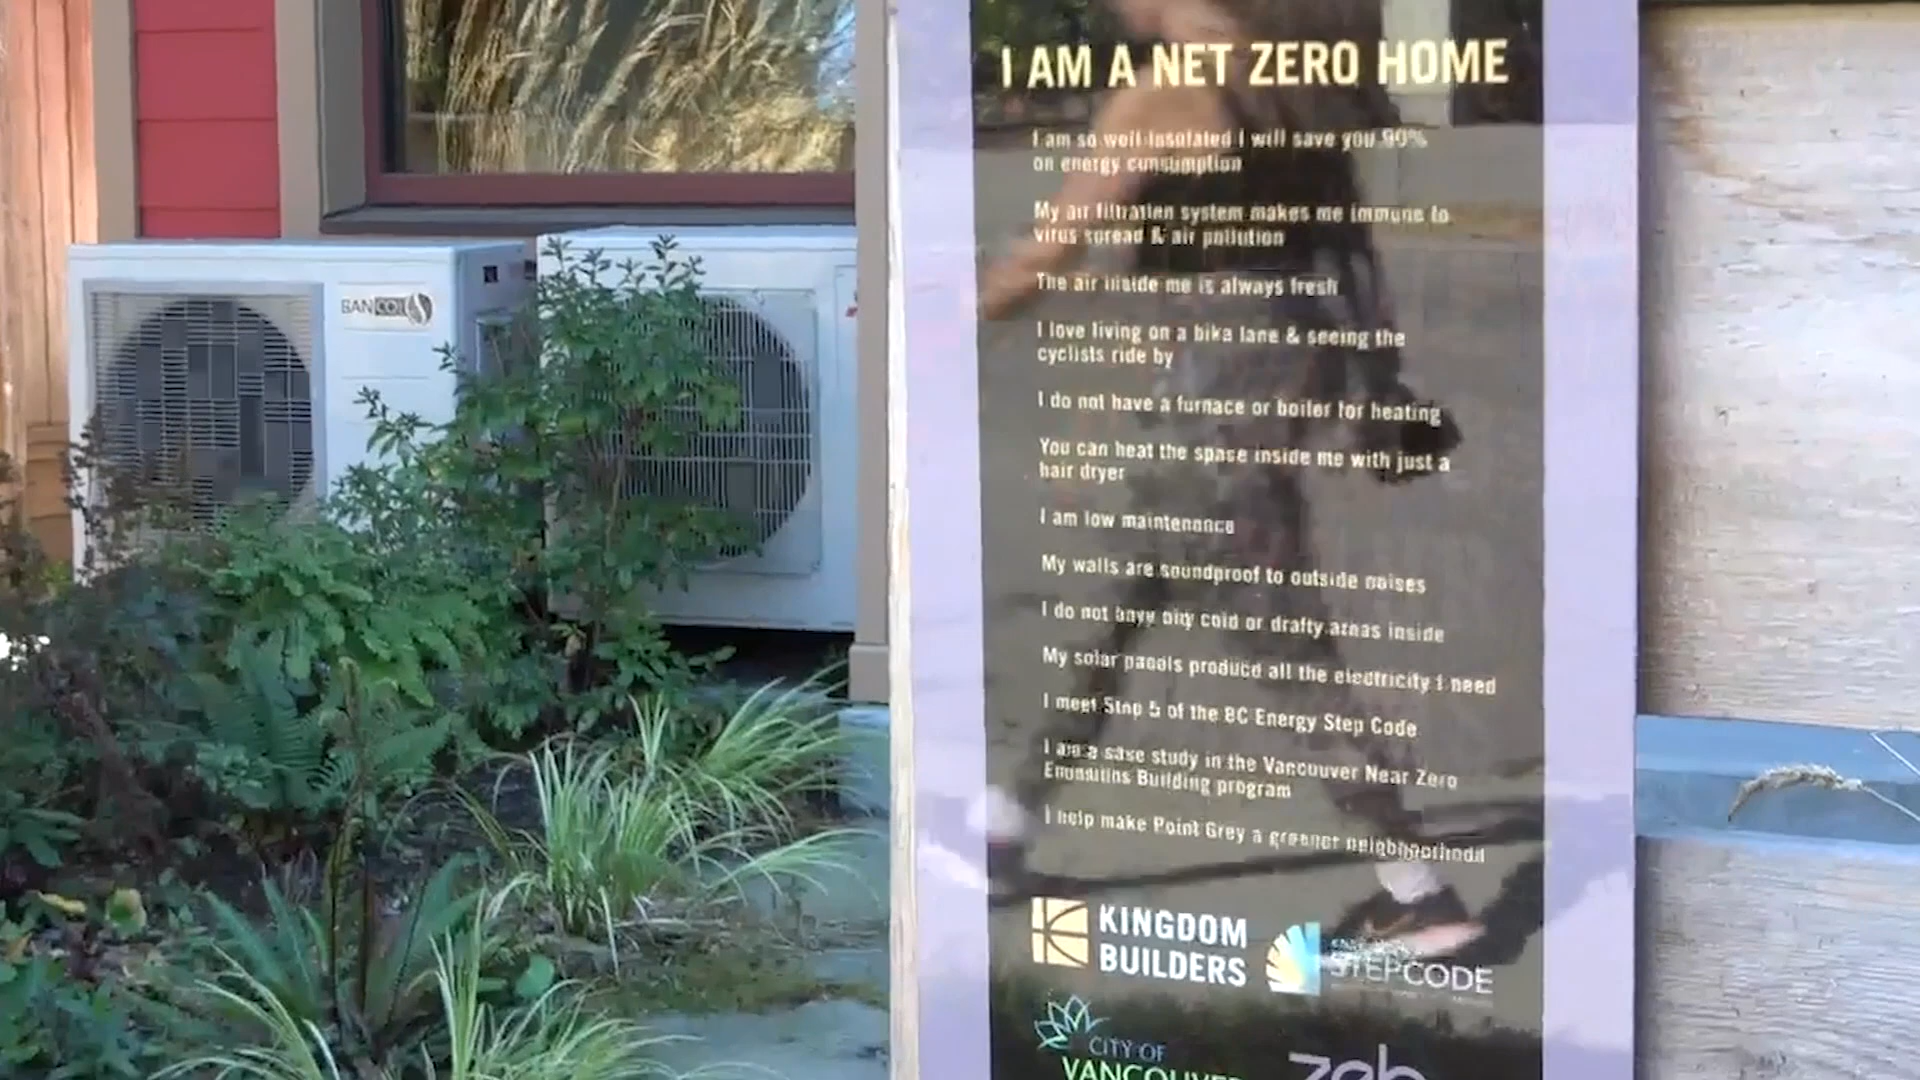 I AM A NET ZERO HOME
I am so well-insulated I will save you 90%
on energy consumption
My air filtration system makes me immune to
virus spread & air pollution
The air inside me is always fresh
I love living on a bike lane & seeing the
cyclists ride by
I do not have a furnace or boiler for heating
You can heat the space inside me with just a
hair dryer
I am low maintenance
My walls are soundproof to outside noises
I do not have any cold or drafty areas inside
My solar panels produce all the electricity I need
I meet Step 5 of the BC Energy Step Code
I am a case study in the Vancouver Near Zero
Emissions Building program
I help make Point Grey a greener neighbourhood
KINGDOM
BUILDERS
STEPCODE
CITY OF
VANCOUVER
zeb